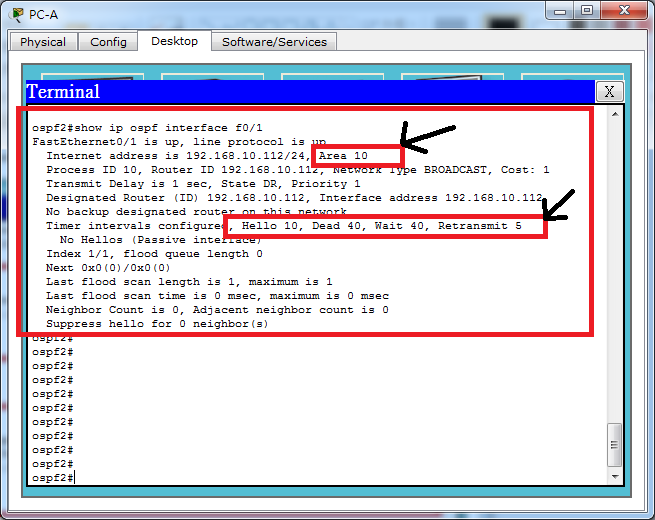 PC-A
Physical Config Desktop Software/Services
Terminal X
ospf2#show ip ospf interface f0/1
FastEthernet0/1 is up, line protocol is up
Internet address is 192.168.10.112/24, Area 10
Process ID 10, Router ID 192.168.10.112, Network Type BROADCAST, Cost: 1
Transmit Delay is 1 sec, State DR, Priority 1
Designated Router (ID) 192.168.10.112, Interface address 192.168.10.112
No backup designated router on this network
Timer intervals configured, Hello 10, Dead 40, Wait 40, Retransmit 5
No Hellos (Passive interface)
Index 1/1, flood queue length 0
Next 0x0(0)/0x0(0)
Last flood scan length is 1, maximum is 1
Last flood scan time is 0 msec, maximum is 0 msec
Neighbor Count is 0, Adjacent neighbor count is 0
Suppress hello for 0 neighbor(s)
ospf2#
ospf2#
ospf2#
ospf2#
ospf2#
ospf2#
ospf2#
ospf2#
ospf2#
ospf2#
ospf2#